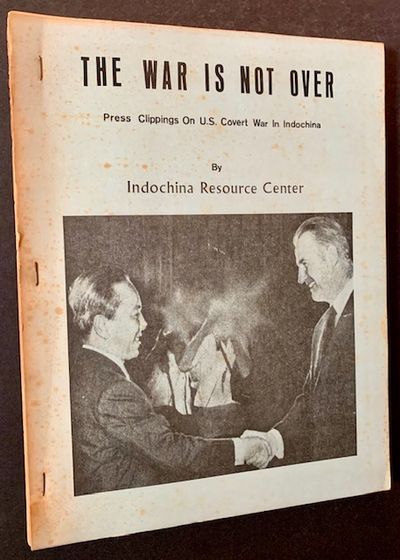 THE WAR IS NOT OVER
Press Clippings On U.S. Covert War In Indochina
By
Indochina Resource Center